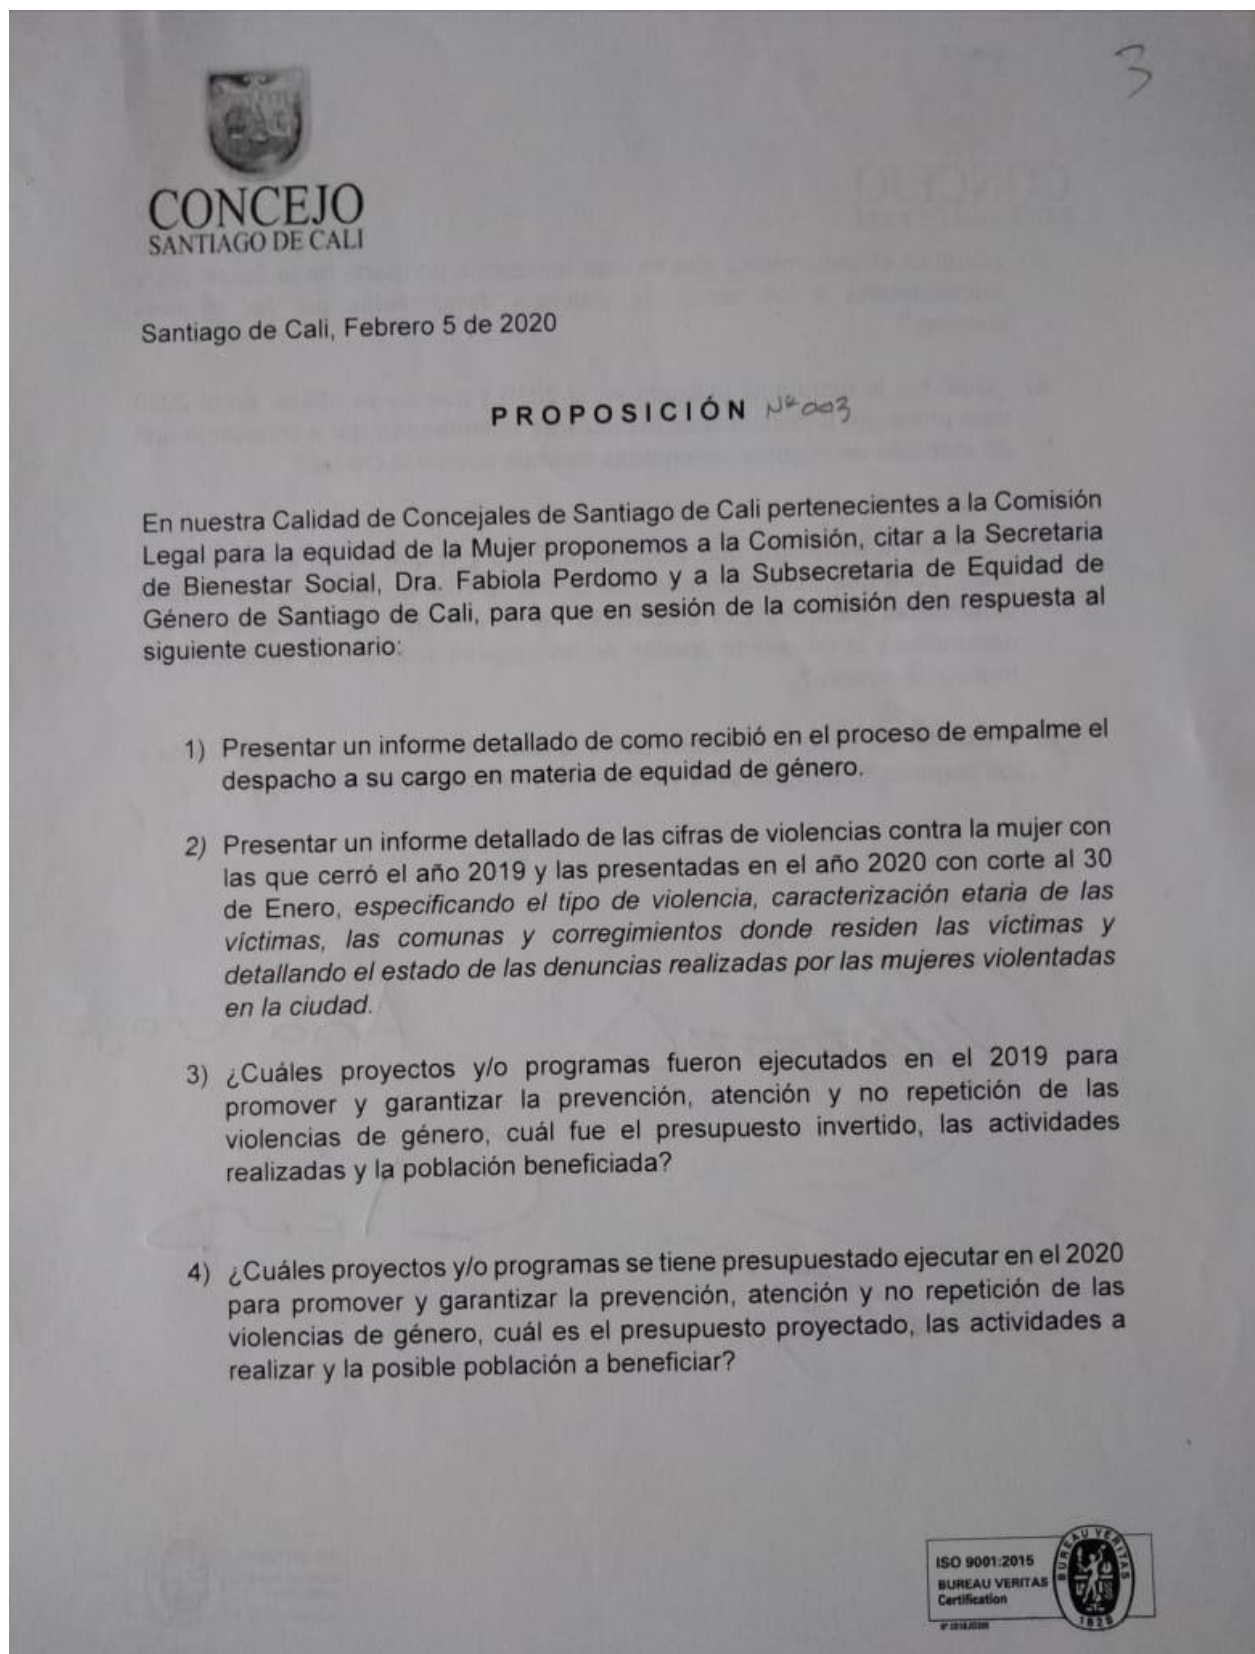 3
CONCEJO
SANTIAGO DE CALI
Santiago de Cali, Febrero 5 de 2020
PROPOSICIÓN Nº 003
En nuestra Calidad de Concejales de Santiago de Cali pertenecientes a la Comisión
Legal para la equidad de la Mujer proponemos a la Comisión, citar a la Secretaria
de Bienestar Social, Dra. Fabiola Perdomo y a la Subsecretaria de Equidad de
Género de Santiago de Cali, para que en sesión de la comisión den respuesta al
siguiente cuestionario:
1) Presentar un informe detallado de como recibió en el proceso de empalme el
despacho a su cargo en materia de equidad de género.
2) Presentar un informe detallado de las cifras de violencias contra la mujer con
las que cerró el año 2019 y las presentadas en el año 2020 con corte al 30
de Enero, especificando el tipo de violencia, caracterización etaria de las
víctimas, las comunas y corregimientos donde residen las víctimas y
detallando el estado de las denuncias realizadas por las mujeres violentadas
en la ciudad.
3) ¿Cuáles proyectos y/o programas fueron ejecutados en el 2019 para
promover y garantizar la prevención, atención y no repetición de las
violencias de género, cuál fue el presupuesto invertido, las actividades
realizadas y la población beneficiada?
4) ¿Cuáles proyectos y/o programas se tiene presupuestado ejecutar en el 2020
para promover y garantizar la prevención, atención y no repetición de las
violencias de género, cuál es el presupuesto proyectado, las actividades a
realizar y la posible población a beneficiar?
ISO 9001:2015
BUREAU VERITAS
Certification
BUREAU VERITAS
1828